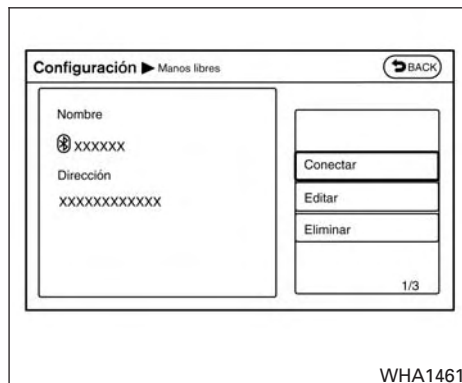 Configuración ▶ Manos libres
BACK
Nombre
xxxxxx
Dirección
xxxxxxxxxxxx
Conectar
Editar
Eliminar
1/3
WHA1461